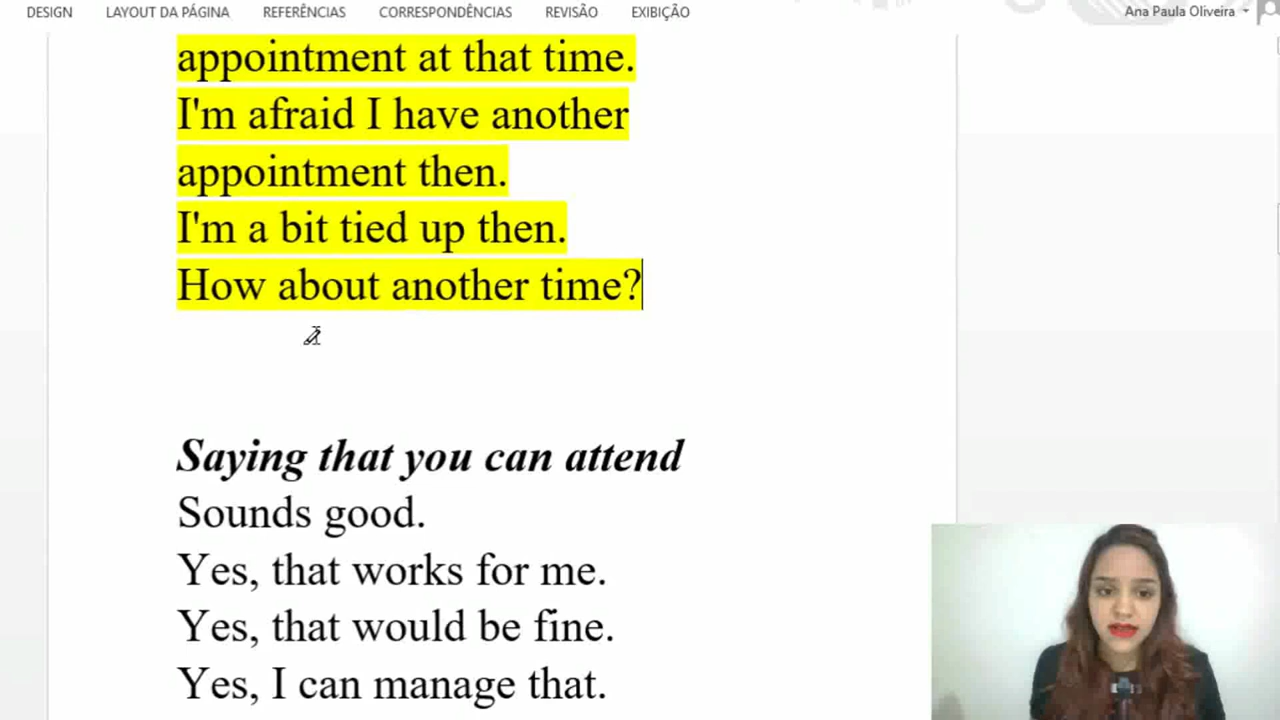 DESIGN LAYOUT DA PÁGINA REFERÊNCIAS CORRESPONDÊNCIAS REVISÃO EXIBIÇÃO Ana Paula Oliveira
appointment at that time.
I'm afraid I have another
appointment then.
I'm a bit tied up then.
How about another time?
Saying that you can attend
Sounds good.
Yes, that works for me.
Yes, that would be fine.
Yes, I can manage that.